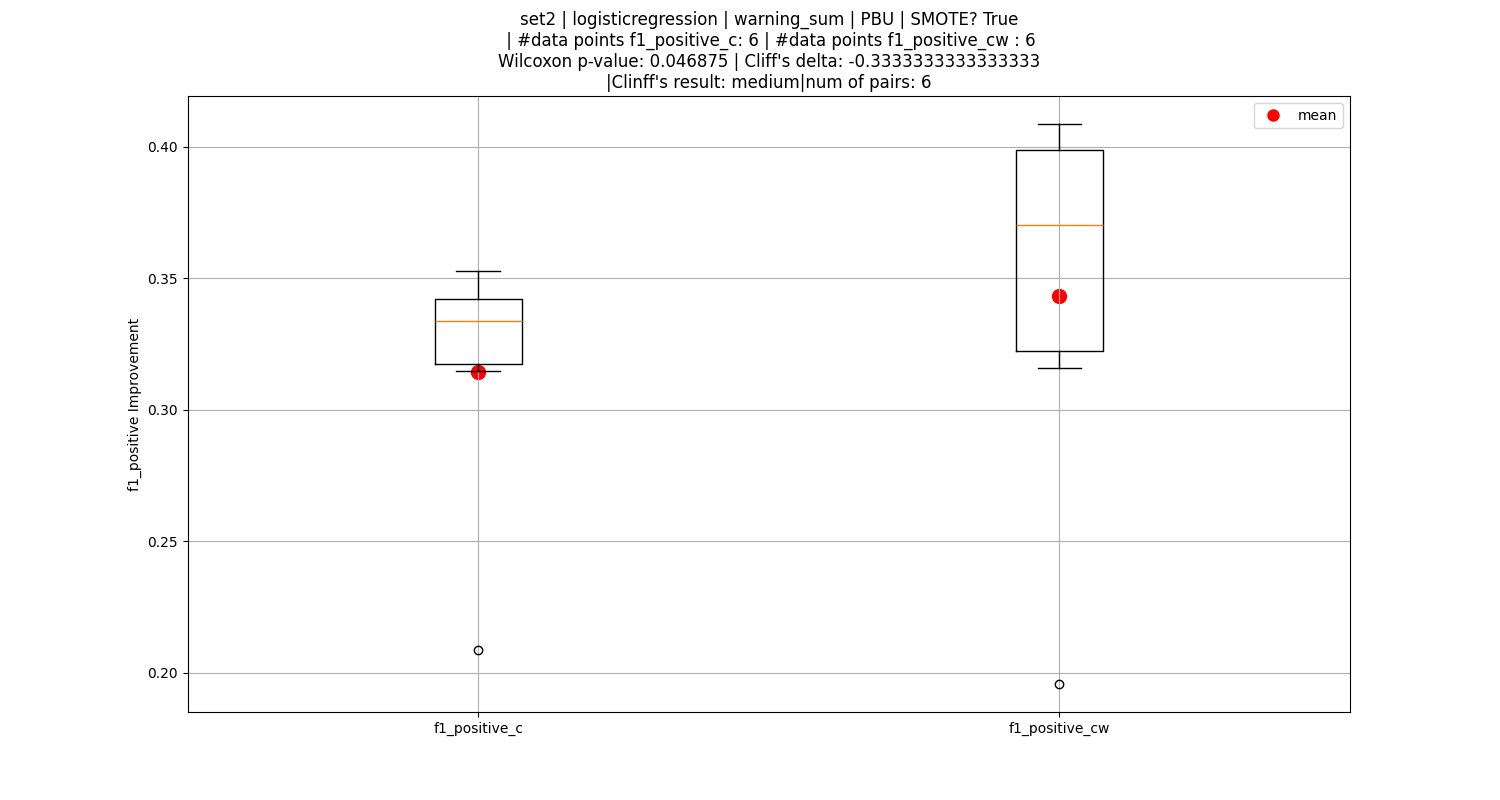 set2 | logisticregression | warning_sum | PBU | SMOTE? True
| #data points f1_positive_c: 6 | #data points f1_positive_cw : 6
Wilcoxon p-value: 0.046875 | Cliff's delta: -0.3333333333333333
|Clinff's result: medium|num of pairs: 6
mean
0.40
0.35
0.30
0.25
0.20
f1_positive Improvement
f1_positive_c
f1_positive_cw